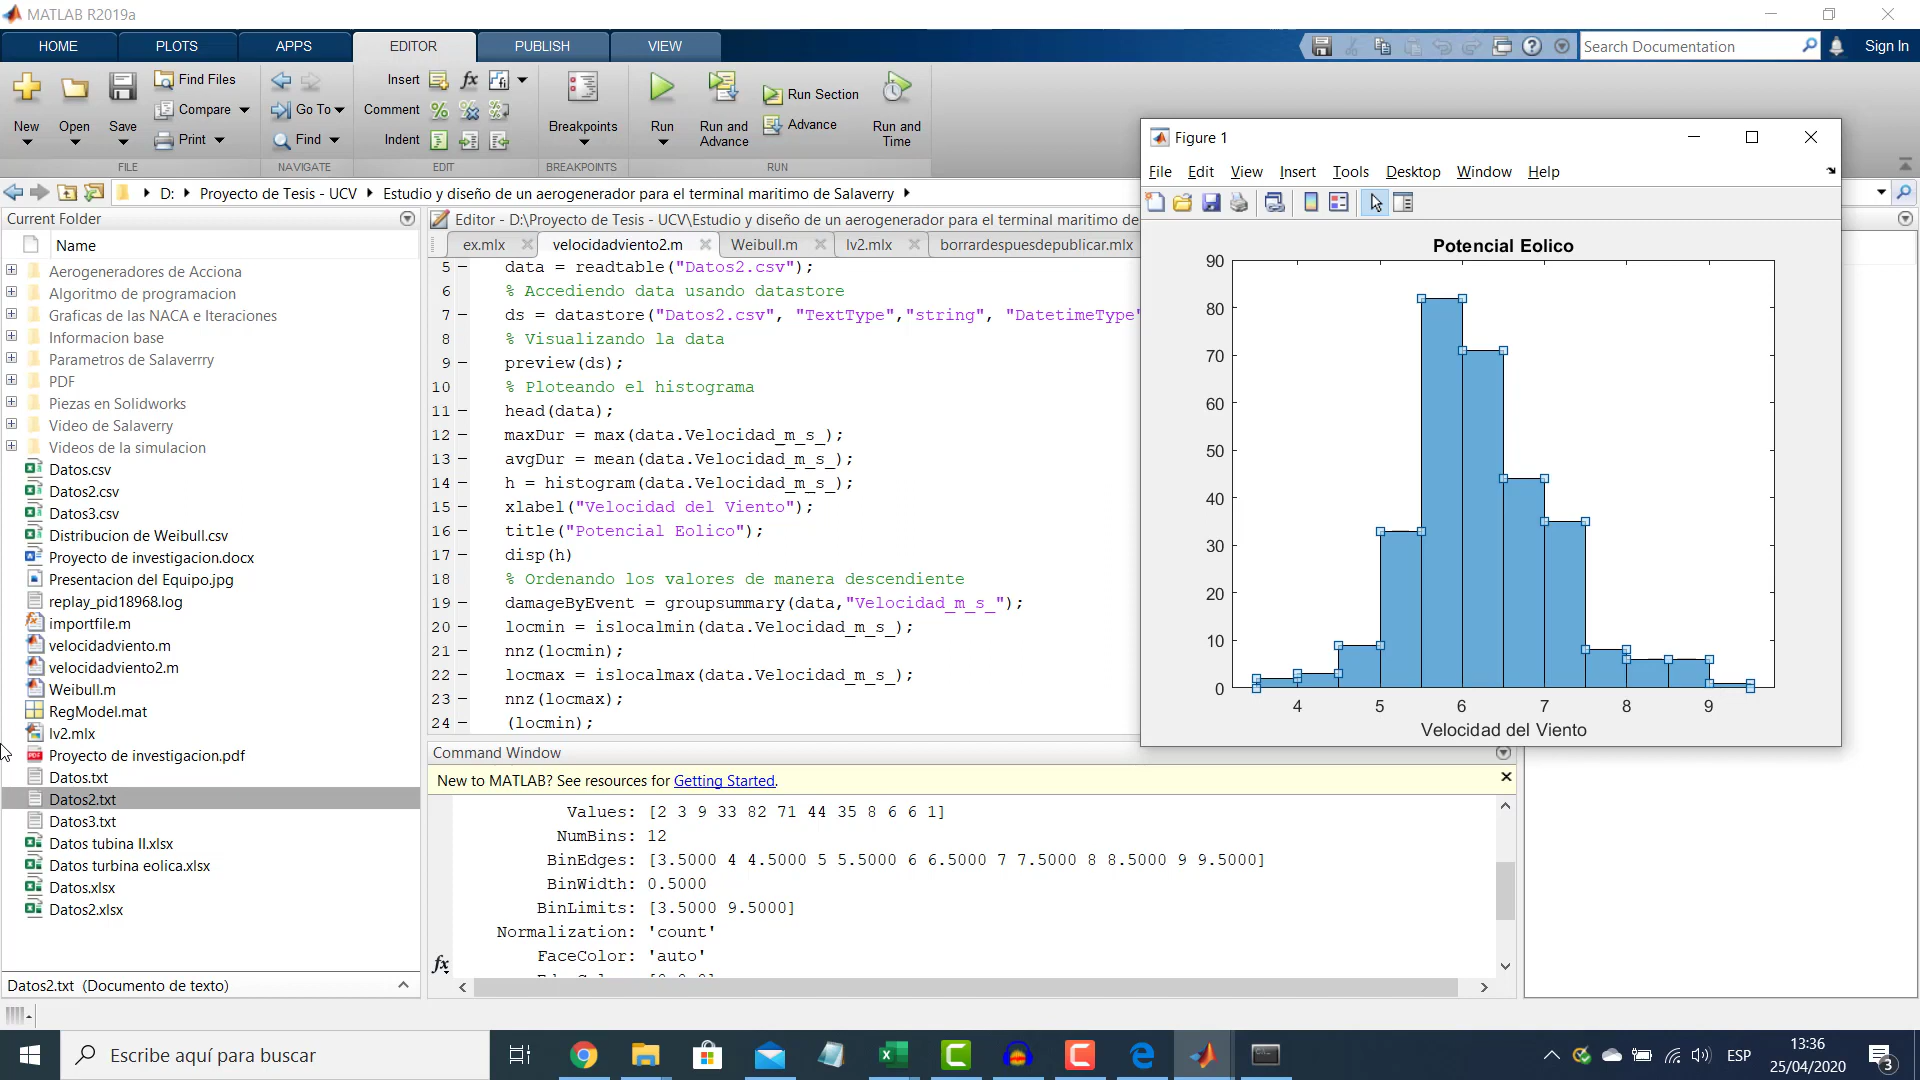 MATLAB R2019a
HOME PLOTS APPS EDITOR PUBLISH VIEW
Search Documentation
Sign In
New Open Save
Find Files
Compare
Print
FILE
Go To
Find
NAVIGATE
Insert
Comment
Indent
EDIT
Breakpoints
BREAKPOINTS
Run
Run and Advance
Run Section
Advance
Run and Time
RUN
D: Proyecto de Tesis - UCV Estudio y diseño de un aerogenerador para el terminal marítimo de Salaverry
Current Folder
Name
Aerogeneradores de Acciona
Algoritmo de programacion
Graficas de las NACA e Iteraciones
Informacion base
Parametros de Salaverrry
PDF
Piezas en Solidworks
Video de Salaverry
Videos de la simulacion
Datos.csv
Datos2.csv
Datos3.csv
Distribucion de Weibull.csv
Proyecto de investigacion.docx
Presentacion del Equipo.jpg
replay_pid18968.log
importfile.m
velocidadviento.m
velocidadviento2.m
Weibull.m
RegModel.mat
lv2.mlx
Proyecto de investigacion.pdf
Datos.txt
Datos2.txt
Datos3.txt
Datos tubina II.xlsx
Datos turbina eolica.xlsx
Datos.xlsx
Datos2.xlsx
Datos2.txt (Documento de texto)
Editor - D:\Proyecto de Tesis - UCV\Estudio y diseño de un aerogenerador para el terminal maritimo de
ex.mlx velocidadviento2.m Weibull.m lv2.mlx borrardespuesdepublicar.mlx
5 – data = readtable("Datos2.csv");
6 % Accediendo data usando datastore
7 – ds = datastore("Datos2.csv", "TextType","string", "DatetimeType"
8 % Visualizando la data
9 – preview(ds);
10 % Ploteando el histograma
11 – head(data);
12 – maxDur = max(data.Velocidad_m_s_);
13 – avgDur = mean(data.Velocidad_m_s_);
14 – h = histogram(data.Velocidad_m_s_);
15 – xlabel("Velocidad del Viento");
16 – title("Potencial Eolico");
17 – disp(h)
18 % Ordenando los valores de manera descendiente
19 – damageByEvent = groupsummary(data,"Velocidad_m_s_");
20 – locmin = islocalmin(data.Velocidad_m_s_);
21 – nnz(locmin);
22 – locmax = islocalmax(data.Velocidad_m_s_);
23 – nnz(locmax);
24 – (locmin);
Command Window
New to MATLAB? See resources for Getting Started.
Values: [2 3 9 33 82 71 44 35 8 6 6 1]
NumBins: 12
BinEdges: [3.5000 4 4.5000 5 5.5000 6 6.5000 7 7.5000 8 8.5000 9 9.5000]
BinWidth: 0.5000
BinLimits: [3.5000 9.5000]
Normalization: 'count'
FaceColor: 'auto'
fx
Figure 1
File Edit View Insert Tools Desktop Window Help
Potencial Eolico
90
80
70
60
50
40
30
20
10
0
4 5 6 7 8 9
Velocidad del Viento
Escribe aquí para buscar
ESP
13:36
25/04/2020
3